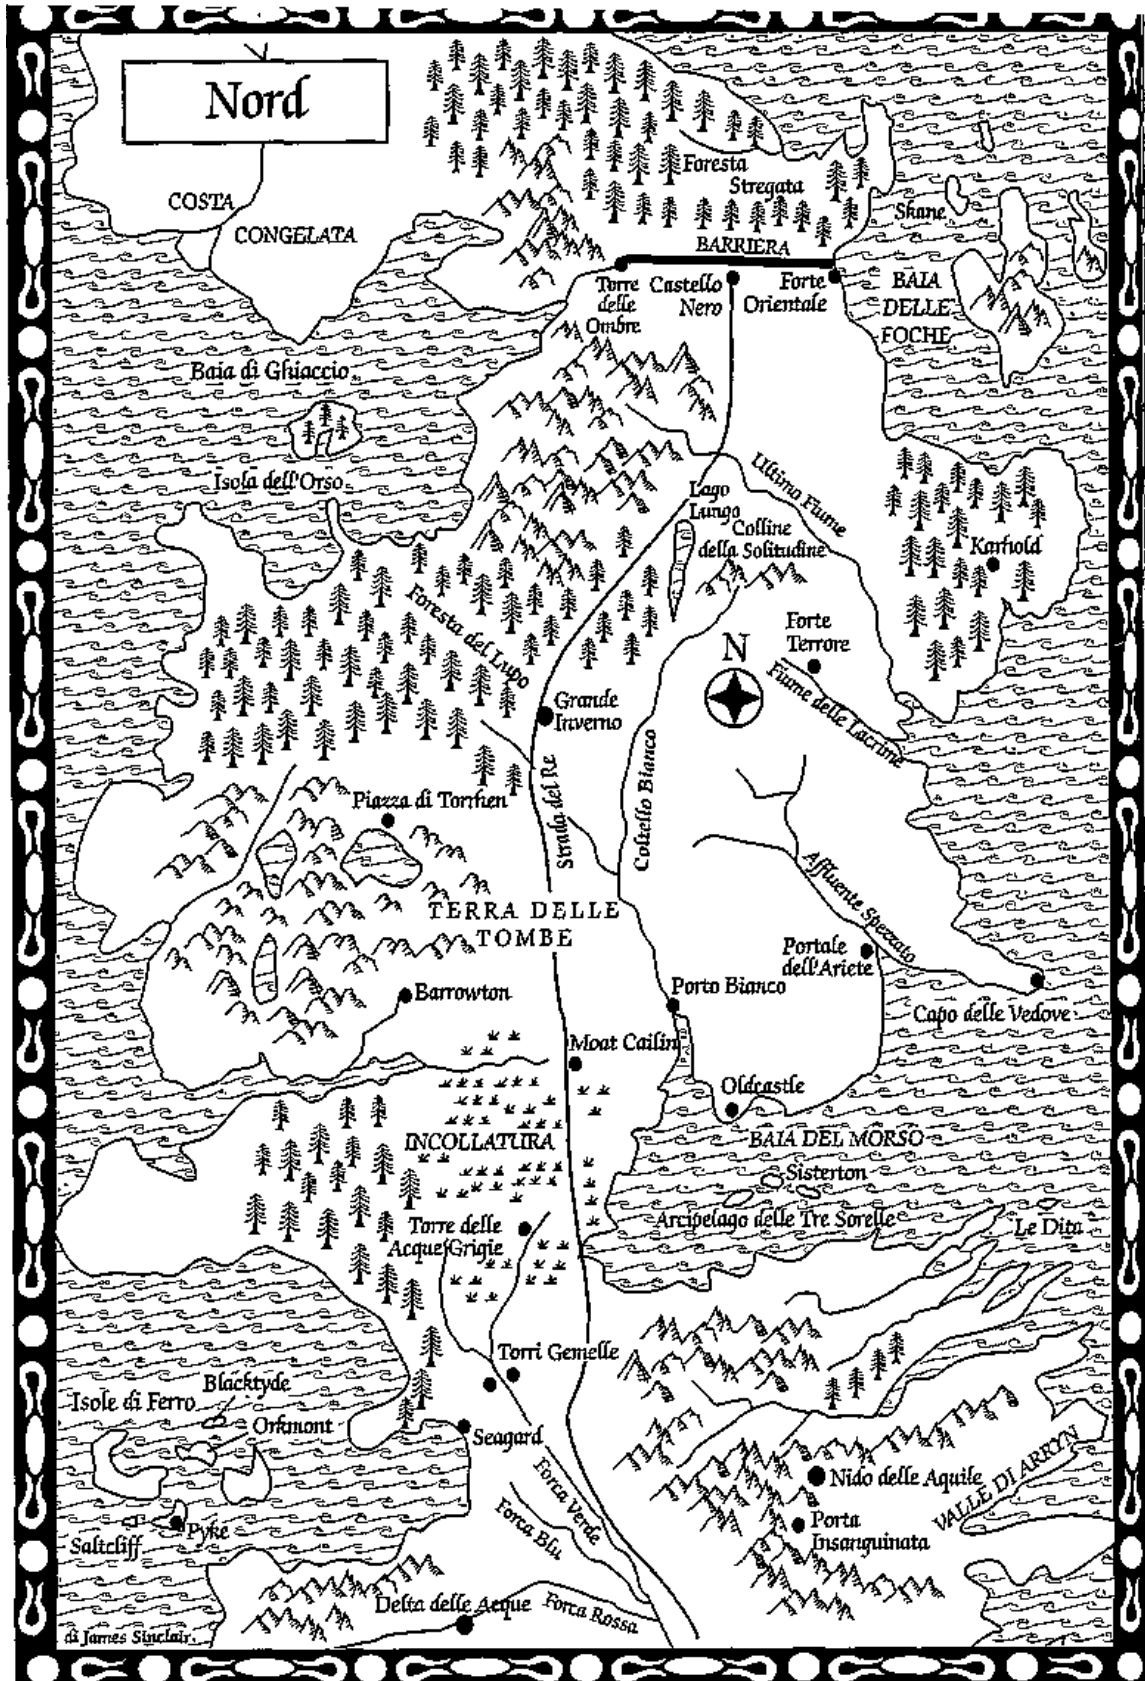 Nord
Foresta
Stregata
COSTA
CONGELATA
Skane
BARRIERA
Torre
delle
Ombre
Castello
Nero
Forte
Orientale
BAIA
DELLE
FOCHE
Baia di Ghiaccio
Isola dell'Orso
Ultimo Fiume
Lago
Lungo
Colline
della Solitudine
Karhold
Foresta del Lupo
Forte
Terrore
N
Fiume delle Lacrime
Grande
Inverno
Strada del Re
Coltello Bianco
Piazza di Torrhen
Affluente Spezzato
TERRA DELLE
TOMBE
Portale
dell'Ariete
Barrowton
Porto Bianco
Capo delle Vedove
Moat Cailin
Oldcastle
INCOLLATURA
BAIA DEL MORSO
Sisterton
Arcipelago delle Tre Sorelle
Le Dita
Torre delle
Acque Grigie
Torri Gemelle
Blacktyde
Isole di Ferro
Orkmont
Seagard
Nido delle Aquile
VALLE DI ARRYN
Forca Verde
Forca Blu
Porta
Insanguinata
Pyke
Saltcliff
Delta delle Acque
Forca Rossa
di James Sinclair.